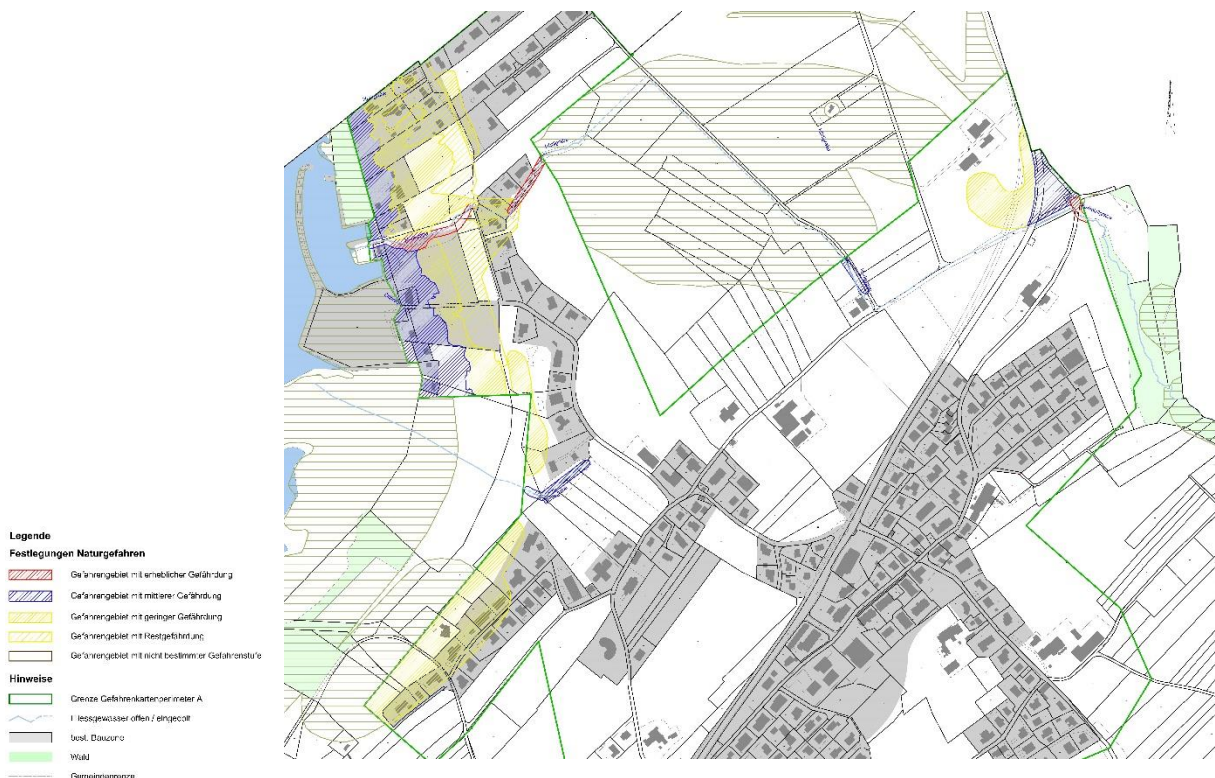 Legende
Festlegungen Naturgefahren
Gefahrengebiet mit erheblicher Gefährdung
Gefahrengebiet mit mittlerer Gefährdung
Gefahrengebiet mit geringer Gefährdung
Gefahrengebiet mit Restgefährdung
Gefahrengebiet mit nicht bestimmter Gefahrenstufe
Hinweise
Grenze Gefahrenkartenperimeter A
Fliessgewässer offen / eingedolt
best. Bauzone
Wald
Gemeindegrenze